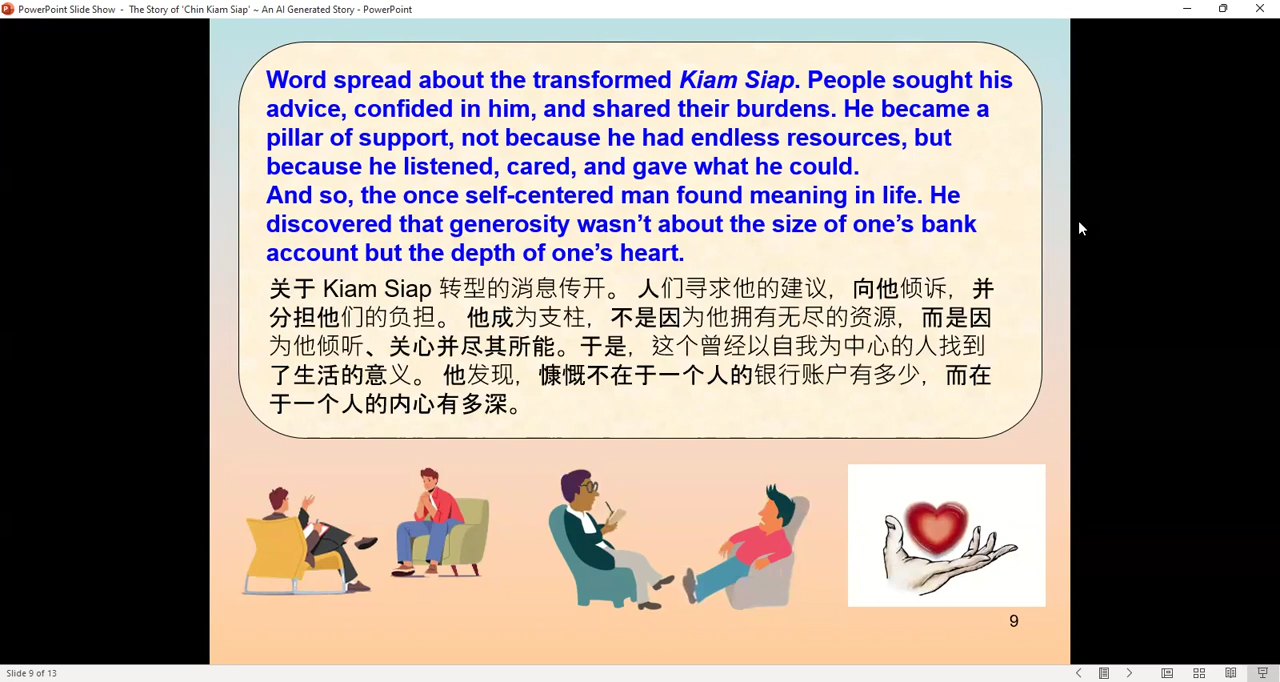 PowerPoint Slide Show - The Story of 'Chin Kiam Siap' ~ An AI Generated Story - PowerPoint
Word spread about the transformed Kiam Siap. People sought his
advice, confided in him, and shared their burdens. He became a
pillar of support, not because he had endless resources, but
because he listened, cared, and gave what he could.
And so, the once self-centered man found meaning in life. He
discovered that generosity wasn’t about the size of one’s bank
account but the depth of one’s heart.
关于 Kiam Siap 转型的消息传开。 人们寻求他的建议，向他倾诉，并
分担他们的负担。 他成为支柱，不是因为他拥有无尽的资源，而是因
为他倾听、关心并尽其所能。于是，这个曾经以自我为中心的人找到
了生活的意义。 他发现，慷慨不在于一个人的银行账户有多少，而在
于一个人的内心有多深。
9
Slide 9 of 13